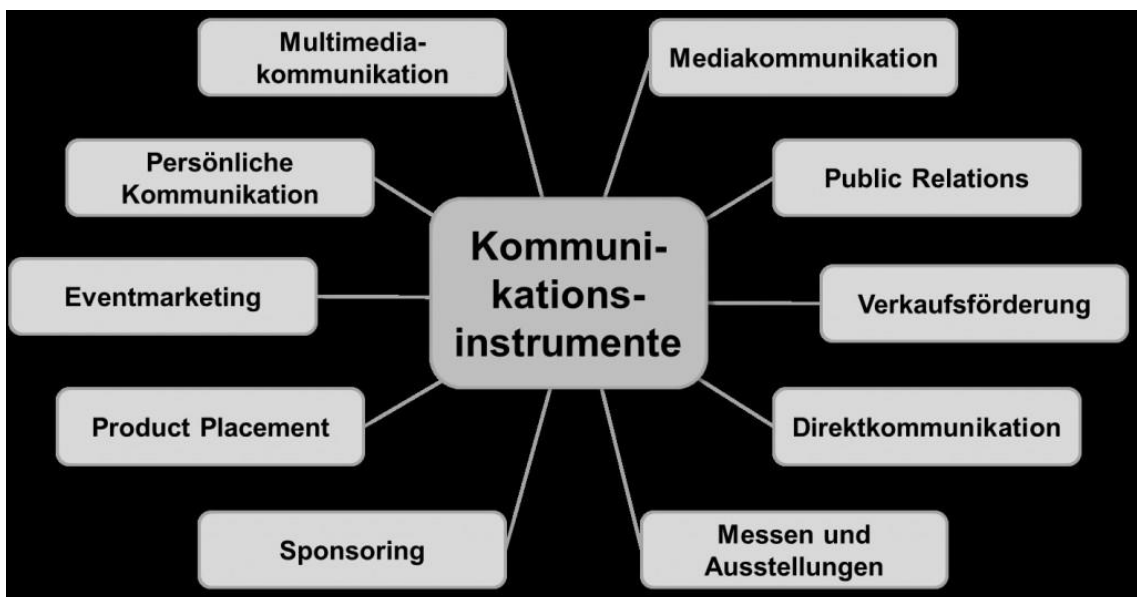 Multimedia-
kommunikation
Mediakommunikation
Persönliche
Kommunikation
Public Relations
Kommuni-
kations-
instrumente
Eventmarketing
Verkaufsförderung
Product Placement
Direktkommunikation
Sponsoring
Messen und
Ausstellungen